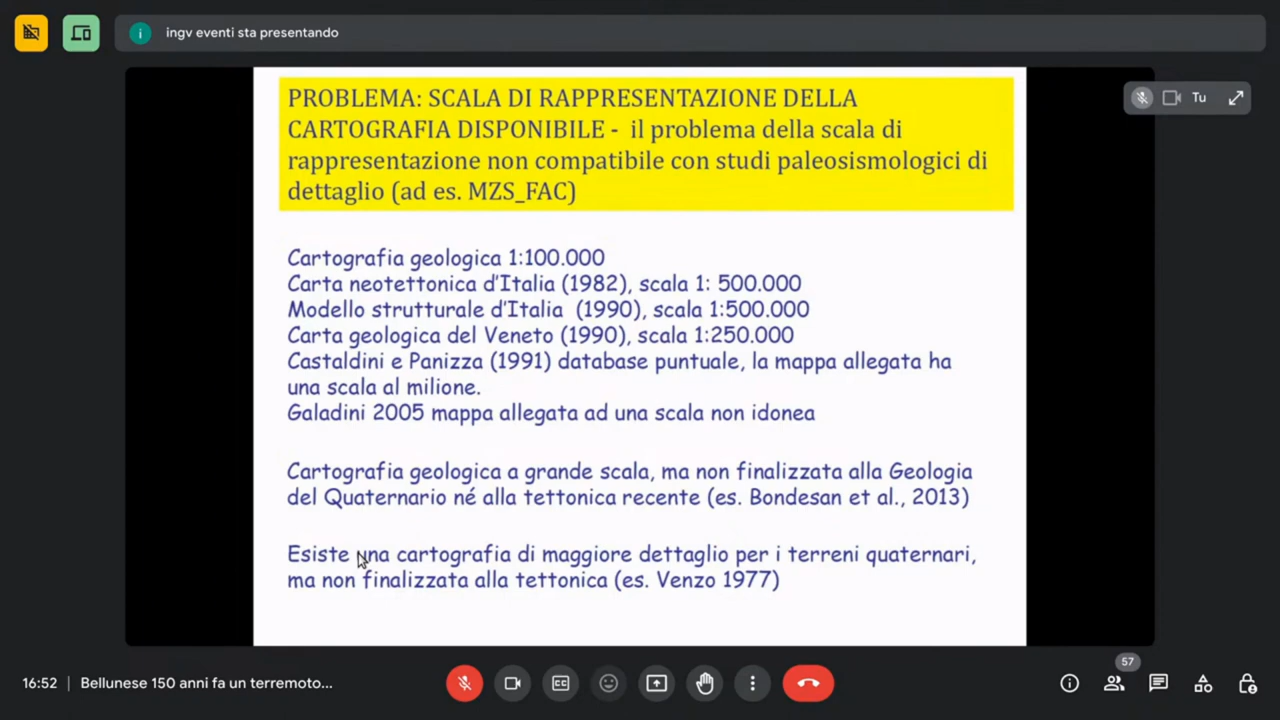 ingv eventi sta presentando
Tu
PROBLEMA: SCALA DI RAPPRESENTAZIONE DELLA
CARTOGRAFIA DISPONIBILE - il problema della scala di
rappresentazione non compatibile con studi paleosismologici di
dettaglio (ad es. MZS_FAC)
Cartografia geologica 1:100.000
Carta neotettonica d'Italia (1982), scala 1: 500.000
Modello strutturale d'Italia (1990), scala 1:500.000
Carta geologica del Veneto (1990), scala 1:250.000
Castaldini e Panizza (1991) database puntuale, la mappa allegata ha
una scala al milione.
Galadini 2005 mappa allegata ad una scala non idonea
Cartografia geologica a grande scala, ma non finalizzata alla Geologia
del Quaternario né alla tettonica recente (es. Bondesan et al., 2013)
Esiste una cartografia di maggiore dettaglio per i terreni quaternari,
ma non finalizzata alla tettonica (es. Venzo 1977)
16:52 | Bellunese 150 anni fa un terremoto...
57